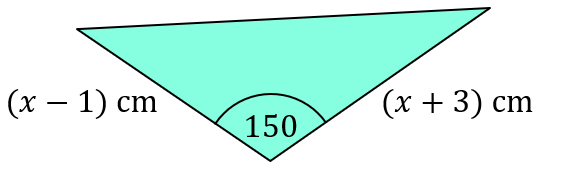 (x − 1) cm
(x + 3) cm
150